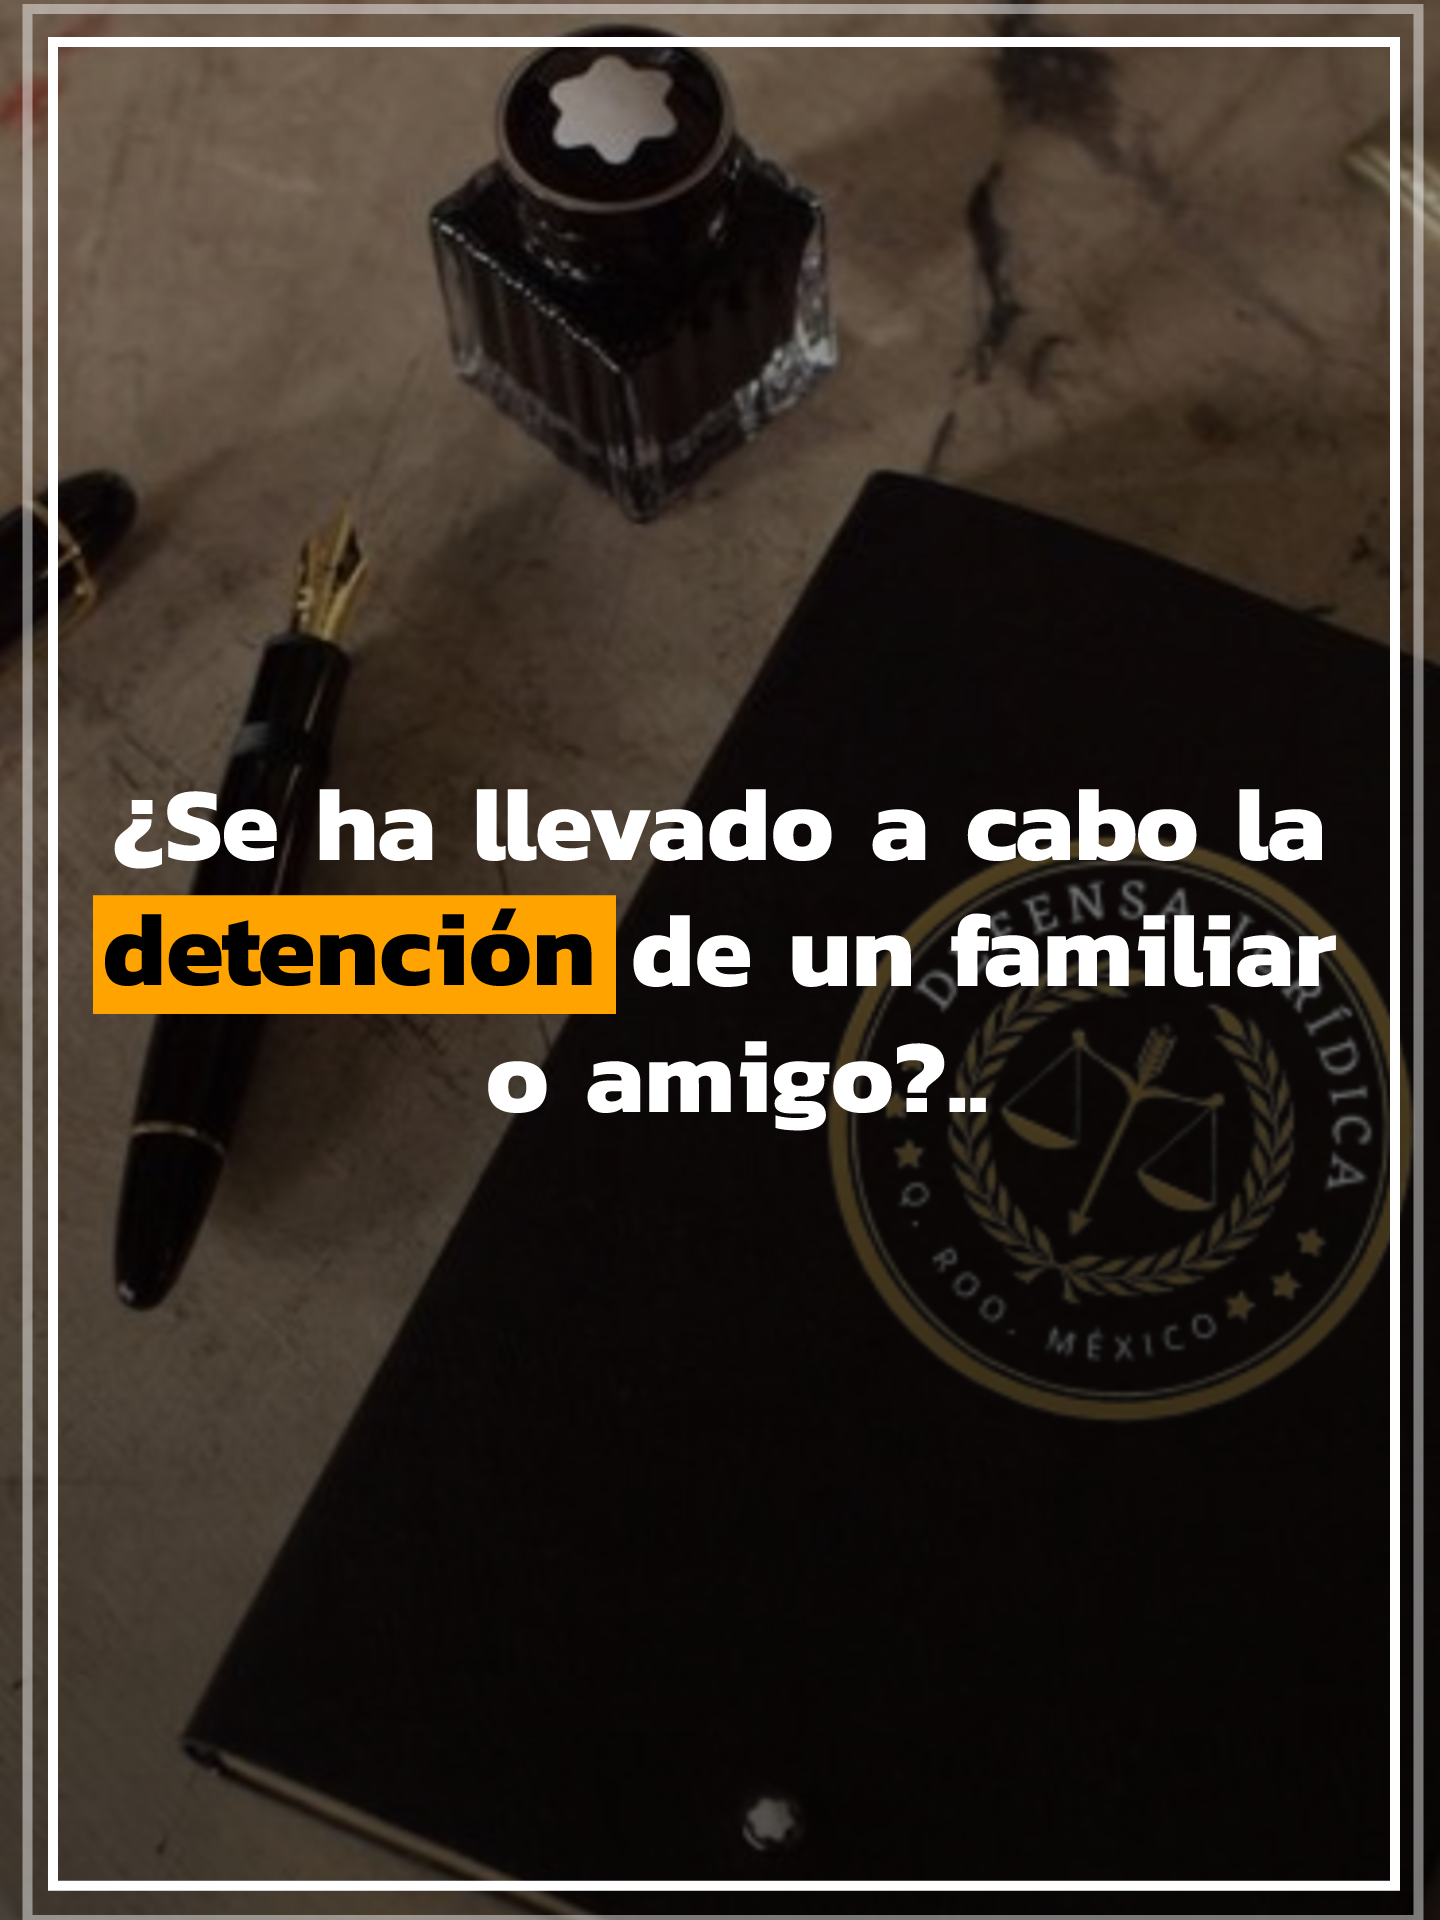 ¿Se ha llevado a cabo la
detención de un familiar
o amigo?..
DEFENSA JURÍDICA
Q. ROO. MÉXICO